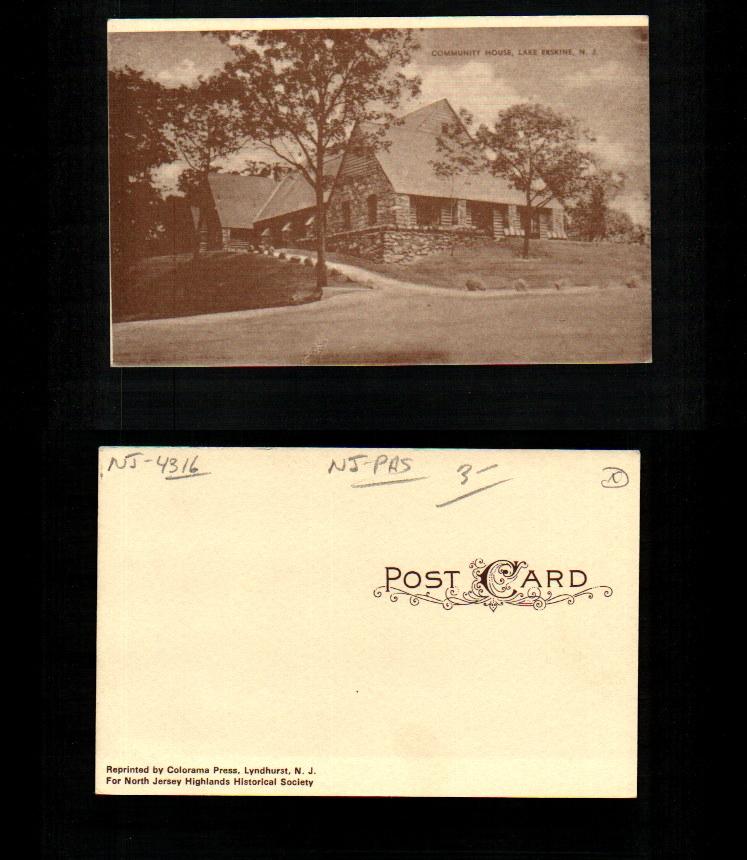 COMMUNITY HOUSE, LAKE ERSKINE, N. J.
NJ-4316 NJ-PAS 3-
POST CARD
Reprinted by Colorama Press, Lyndhurst, N. J.
For North Jersey Highlands Historical Society